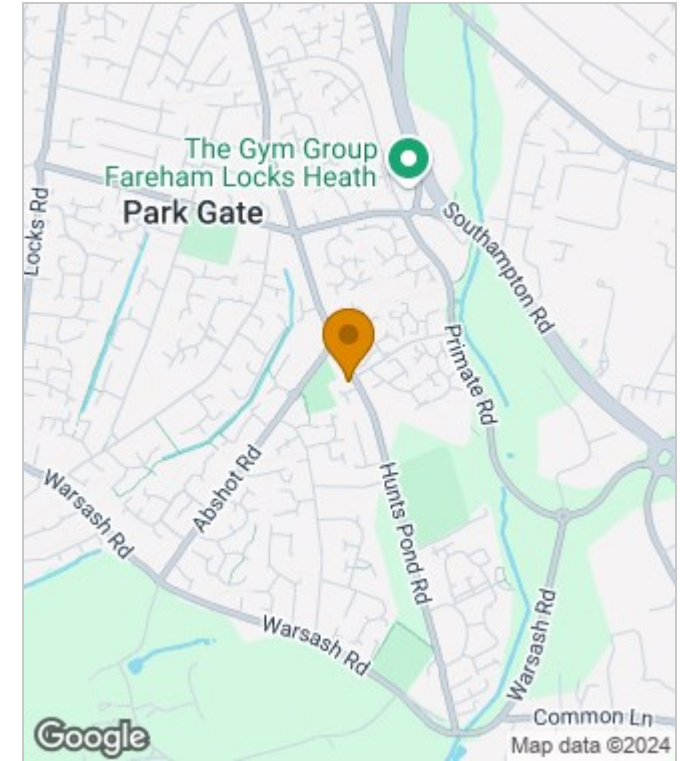 The Gym Group
Fareham Locks Heath
Park Gate
Locks Rd
Southampton Rd
Primate Rd
Abshot Rd
Warsash Rd
Hunts Pond Rd
Warsash Rd
Warsash Rd
Common Ln
Google
Map data ©2024